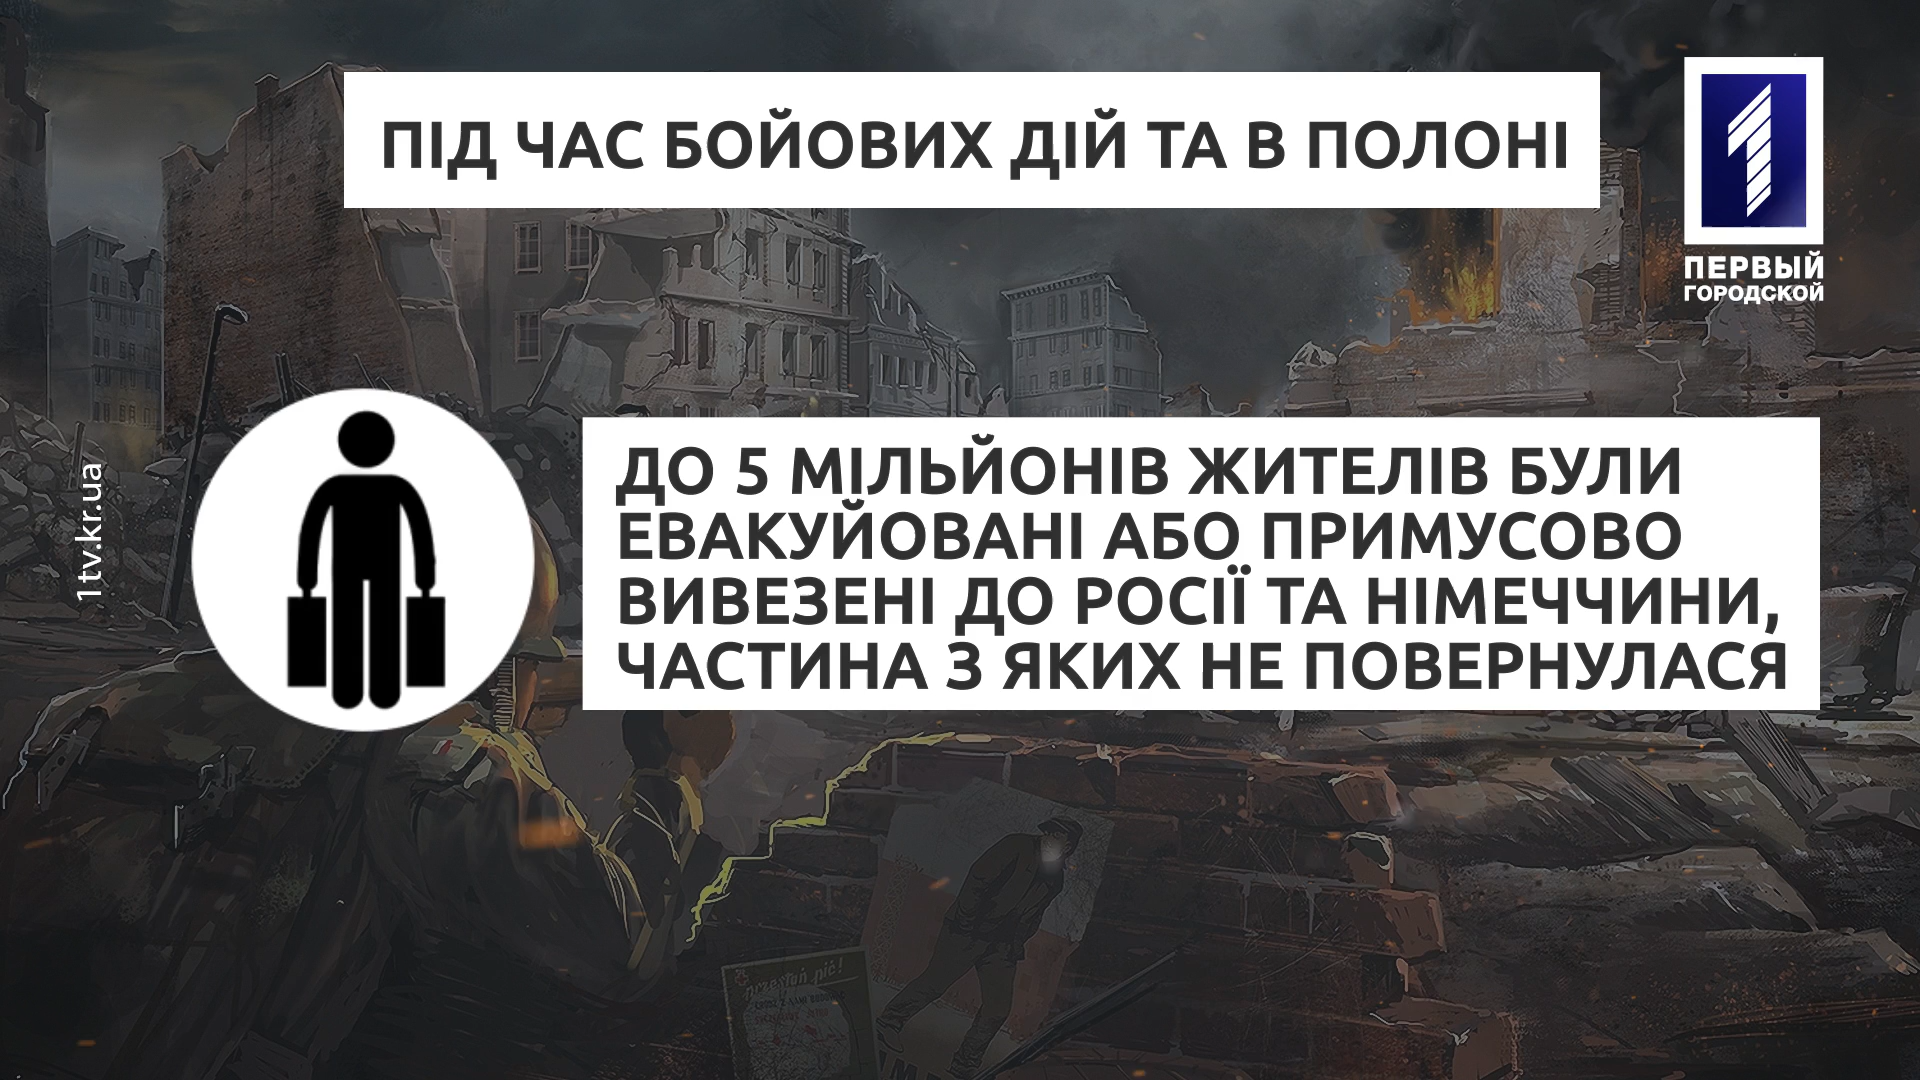 ПІД ЧАС БОЙОВИХ ДІЙ ТА В ПОЛОНІ
ПЕРВЫЙ
ГОРОДСКОЙ
1tv.kr.ua
ДО 5 МІЛЬЙОНІВ ЖИТЕЛІВ БУЛИ
ЕВАКУЙОВАНІ АБО ПРИМУСОВО
ВИВЕЗЕНІ ДО РОСІЇ ТА НІМЕЧЧИНИ,
ЧАСТИНА З ЯКИХ НЕ ПОВЕРНУЛАСЯ